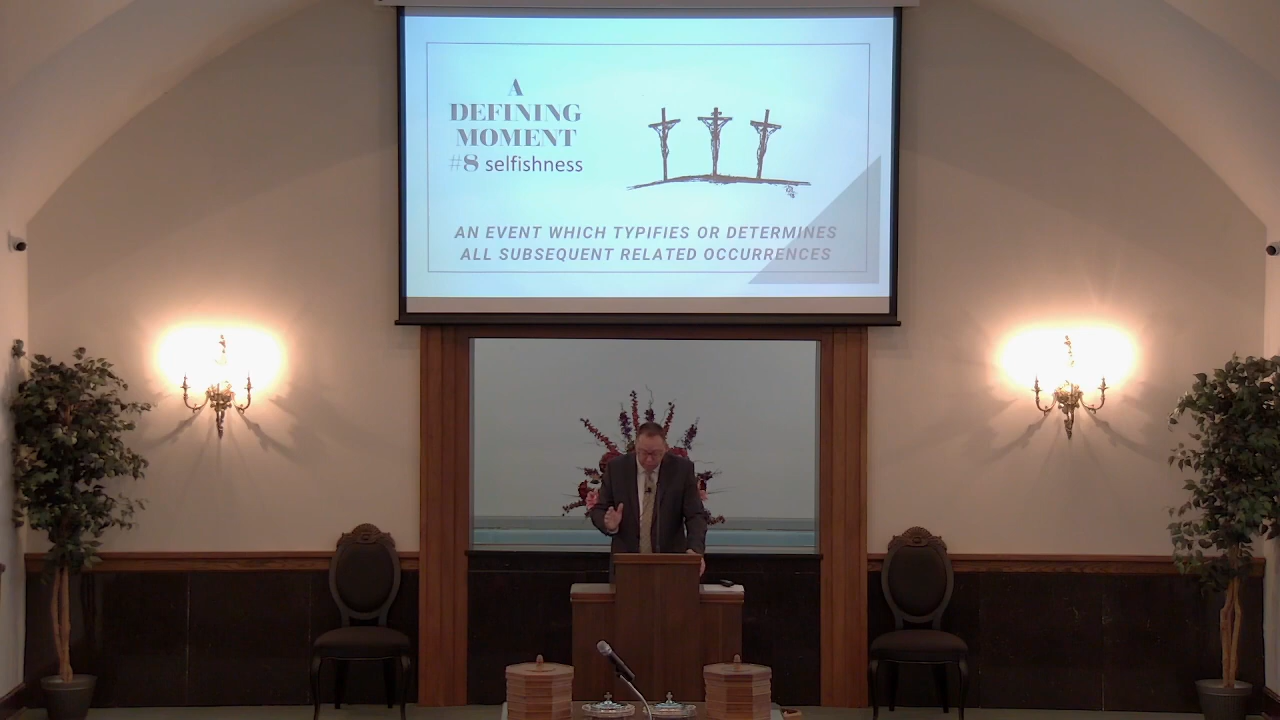 A
DEFINING
MOMENT
#8 selfishness
AN EVENT WHICH TYPIFIES OR DETERMINES
ALL SUBSEQUENT RELATED OCCURRENCES